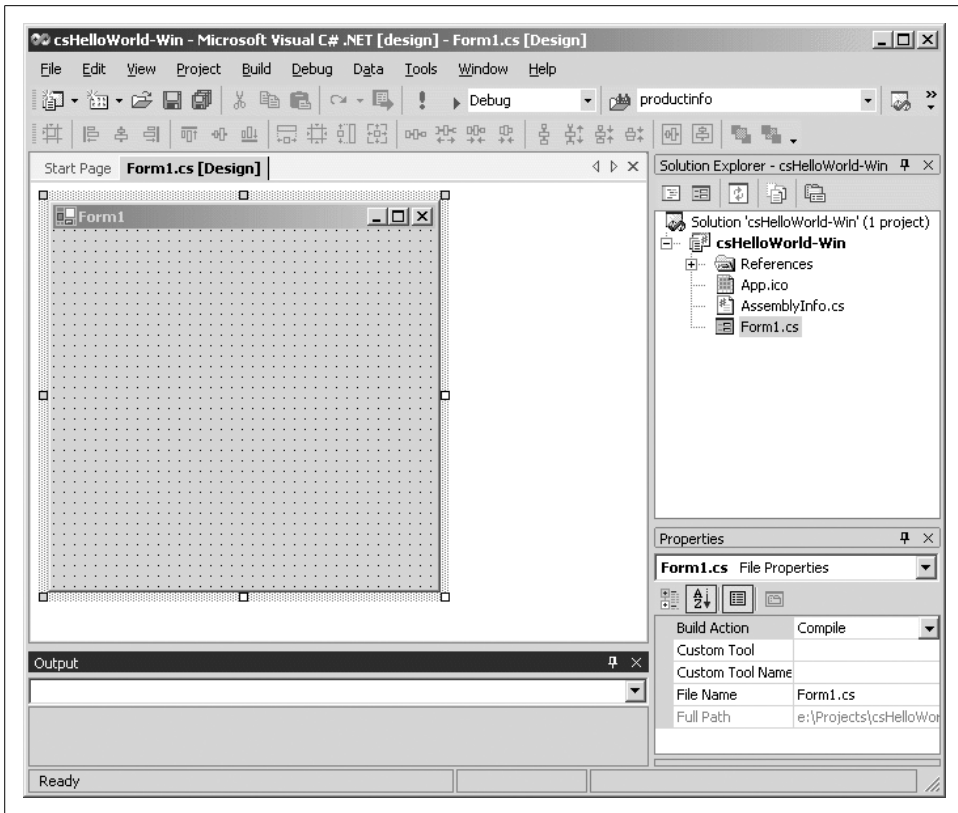 csHelloWorld-Win - Microsoft Visual C# .NET [design] - Form1.cs [Design]
File Edit View Project Build Debug Data Tools Window Help
Debug productinfo
Start Page Form1.cs [Design]
Form1
Solution Explorer - csHelloWorld-Win
Solution 'csHelloWorld-Win' (1 project)
csHelloWorld-Win
References
App.ico
AssemblyInfo.cs
Form1.cs
Properties
Form1.cs File Properties
Build Action Compile
Custom Tool
Custom Tool Name
File Name Form1.cs
Full Path e:\Projects\csHelloWor
Output
Ready